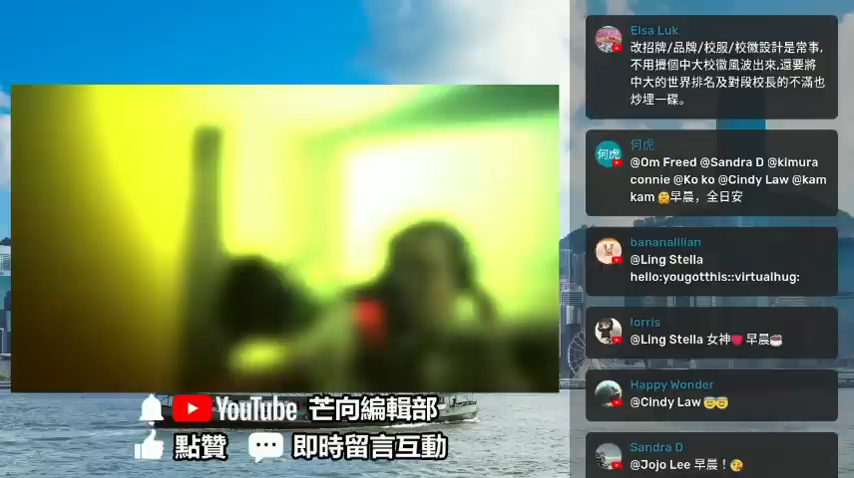 YouTube 芒向編輯部
點贊 即時留言互動
Elsa Luk
改招牌/品牌/校服/校徽設計是常事,
不用攪個中大校徽風波出來,還要將
中大的世界排名及對段校長的不滿也
炒埋一碟。
何虎
何虎
@Om Freed @Sandra D @kimura
connie @Ko ko @Cindy Law @kam
kam 早晨，全日安
bananalilian
@Ling Stella
hello:yougotthis::virtualhug:
lorris
@Ling Stella 女神 早晨
Happy Wonder
@Cindy Law
Sandra D
@Jojo Lee 早晨！